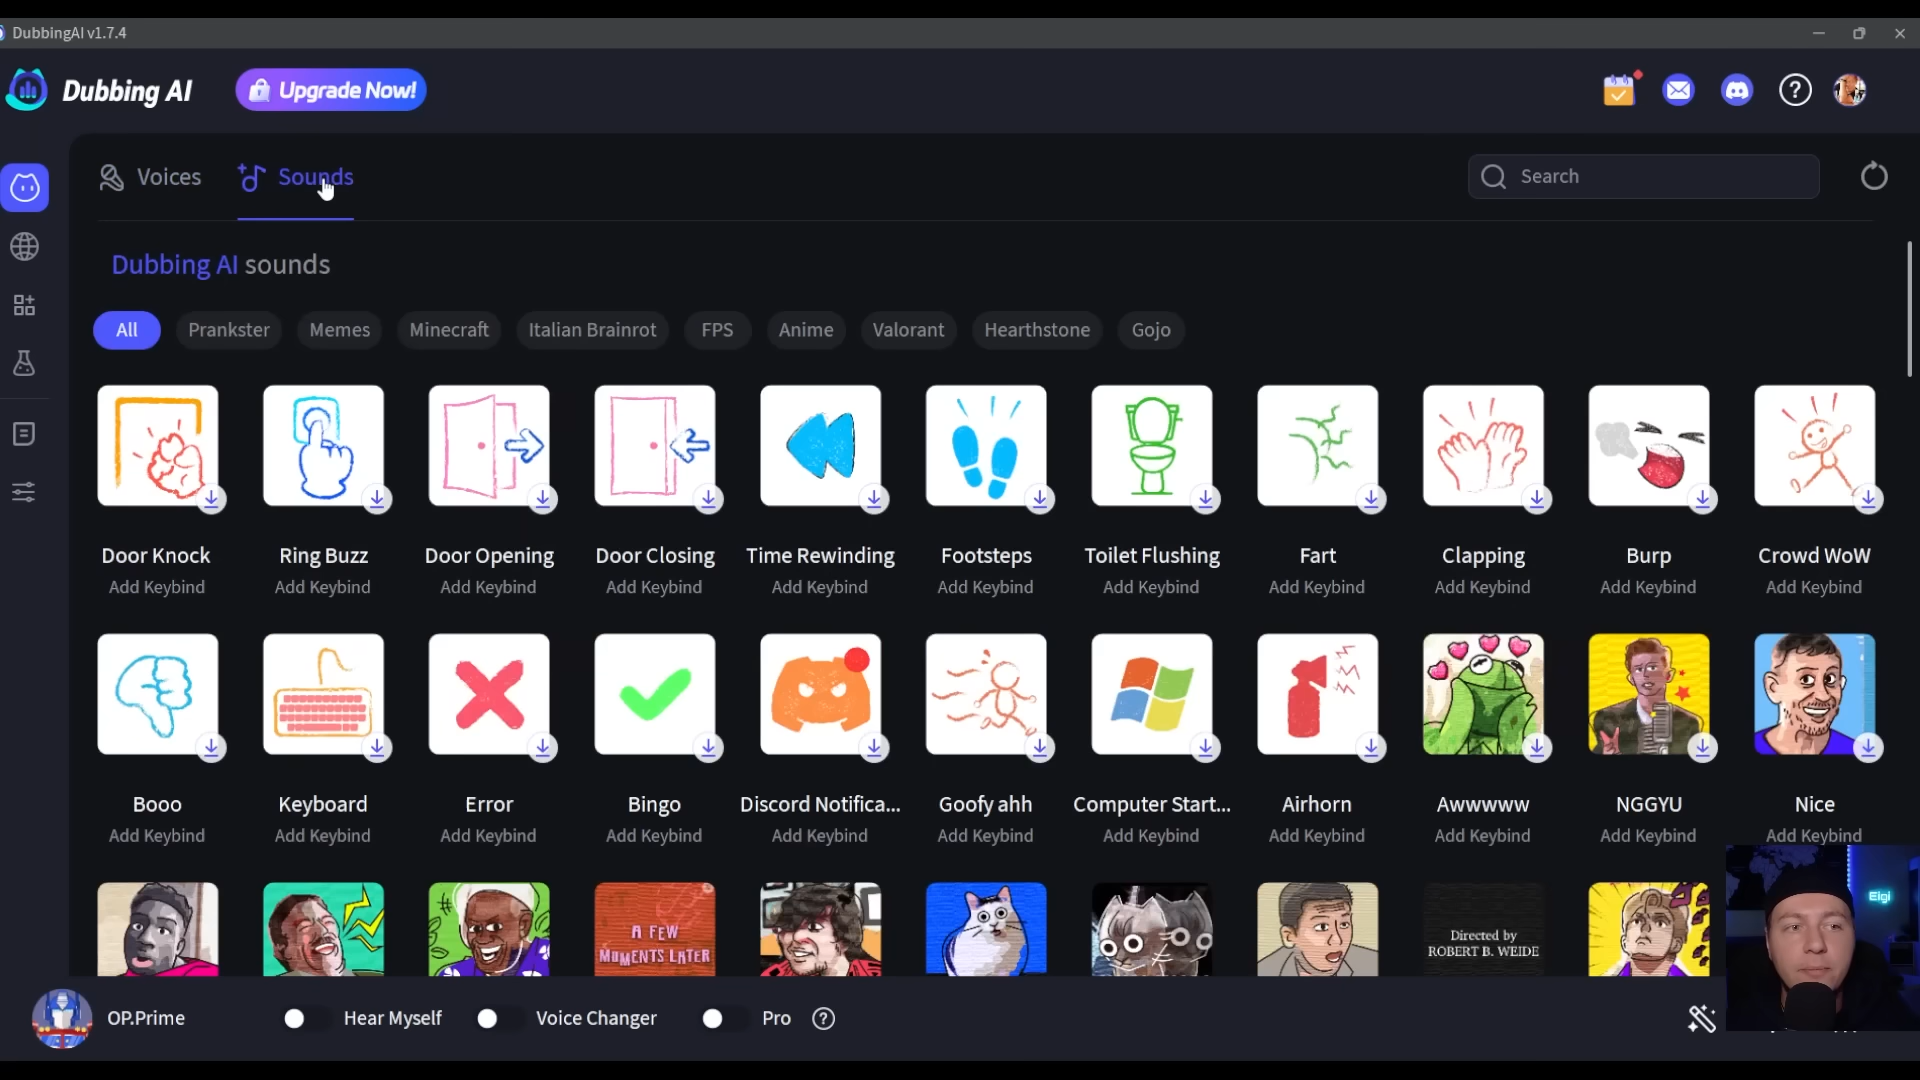 DubbingAI v1.7.4
Dubbing AI
Upgrade Now!
Voices
Sounds
Search
Dubbing AI sounds
All
Prankster
Memes
Minecraft
Italian Brainrot
FPS
Anime
Valorant
Hearthstone
Gojo
Door Knock
Ring Buzz
Door Opening
Door Closing
Time Rewinding
Footsteps
Toilet Flushing
Fart
Clapping
Burp
Crowd WoW
Add Keybind
Add Keybind
Add Keybind
Add Keybind
Add Keybind
Add Keybind
Add Keybind
Add Keybind
Add Keybind
Add Keybind
Add Keybind
Booo
Keyboard
Error
Bingo
Discord Notifica...
Goofy ahh
Computer Start...
Airhorn
Awwwww
NGGYU
Nice
Add Keybind
Add Keybind
Add Keybind
Add Keybind
Add Keybind
Add Keybind
Add Keybind
Add Keybind
Add Keybind
Add Keybind
Add Keybind
A FEW
MOMENTS LATER
Directed by
ROBERT B. WEIDE
Elgi
OP.Prime
Hear Myself
Voice Changer
Pro